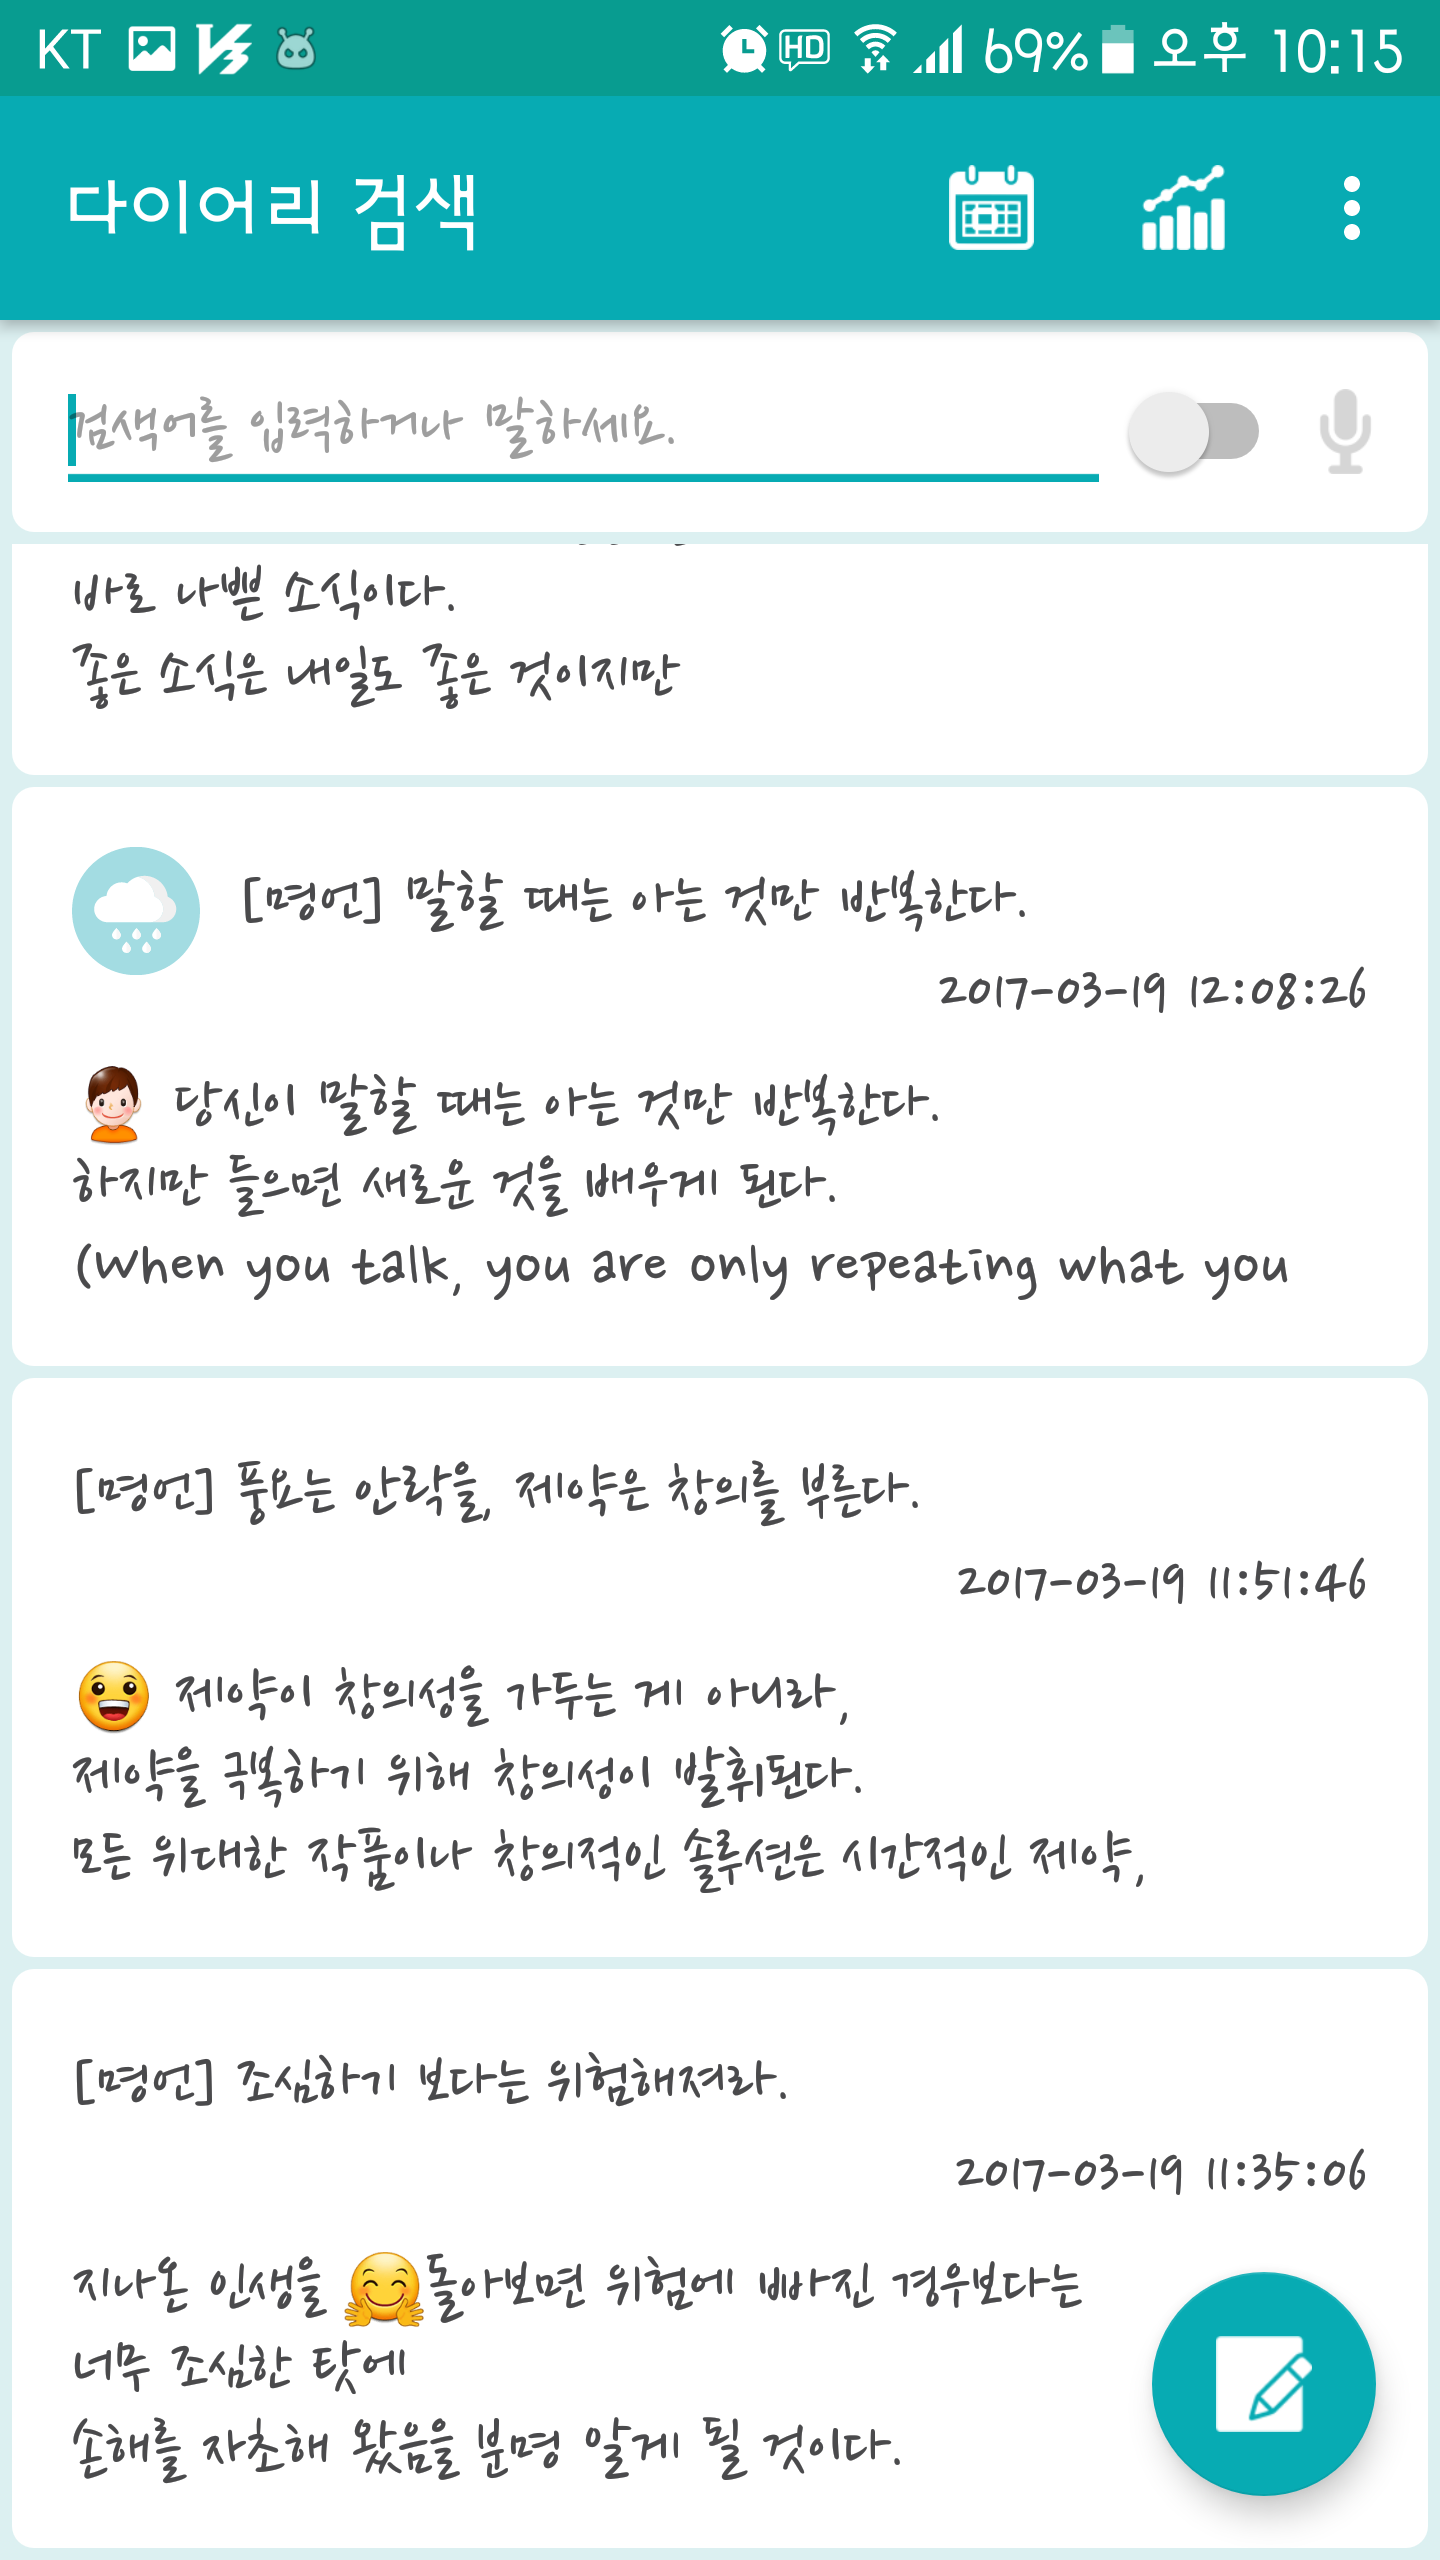 KT HD 69% 오후 10:15
다이어리 검색
검색어를 입력하거나 말하세요.
바로 나쁜 소식이다.
좋은 소식은 내일도 좋은 것이지만
[명언] 말할 때는 아는 것만 반복한다.
2017-03-19 12:08:26
당신이 말할 때는 아는 것만 반복한다.
하지만 들으면 새로운 것을 배우게 된다.
(When you talk, you are only repeating what you
[명언] 풍요는 안락을, 제약은 창의를 부른다.
2017-03-19 11:51:46
제약이 창의성을 가두는 게 아니라,
제약을 극복하기 위해 창의성이 발휘된다.
모든 위대한 작품이나 창의적인 솔루션은 시간적인 제약,
[명언] 조심하기 보다는 위험해져라.
2017-03-19 11:35:06
지나온 인생을 돌아보면 위험에 빠진 경우보다는
너무 조심한 탓에
손해를 자초해 왔음을 분명 알게 될 것이다.